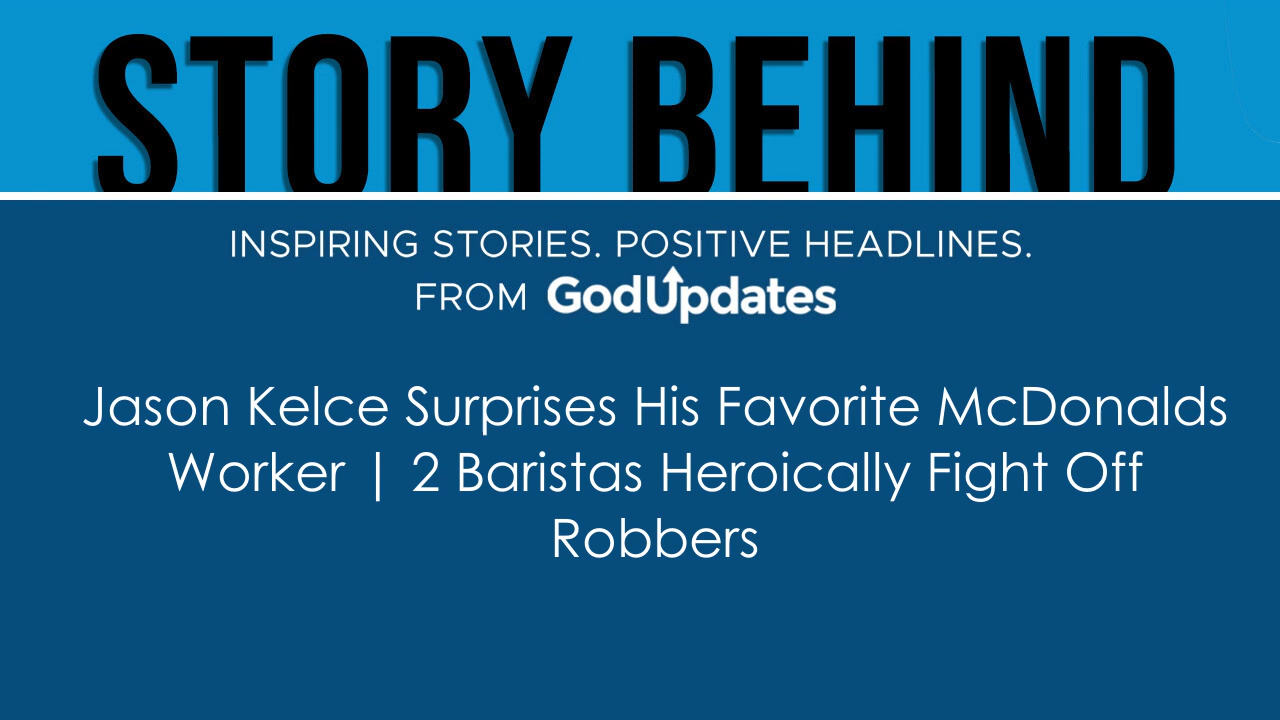 STORY BEHIND
INSPIRING STORIES. POSITIVE HEADLINES.
FROM GodUpdates
Jason Kelce Surprises His Favorite McDonalds
Worker | 2 Baristas Heroically Fight Off
Robbers